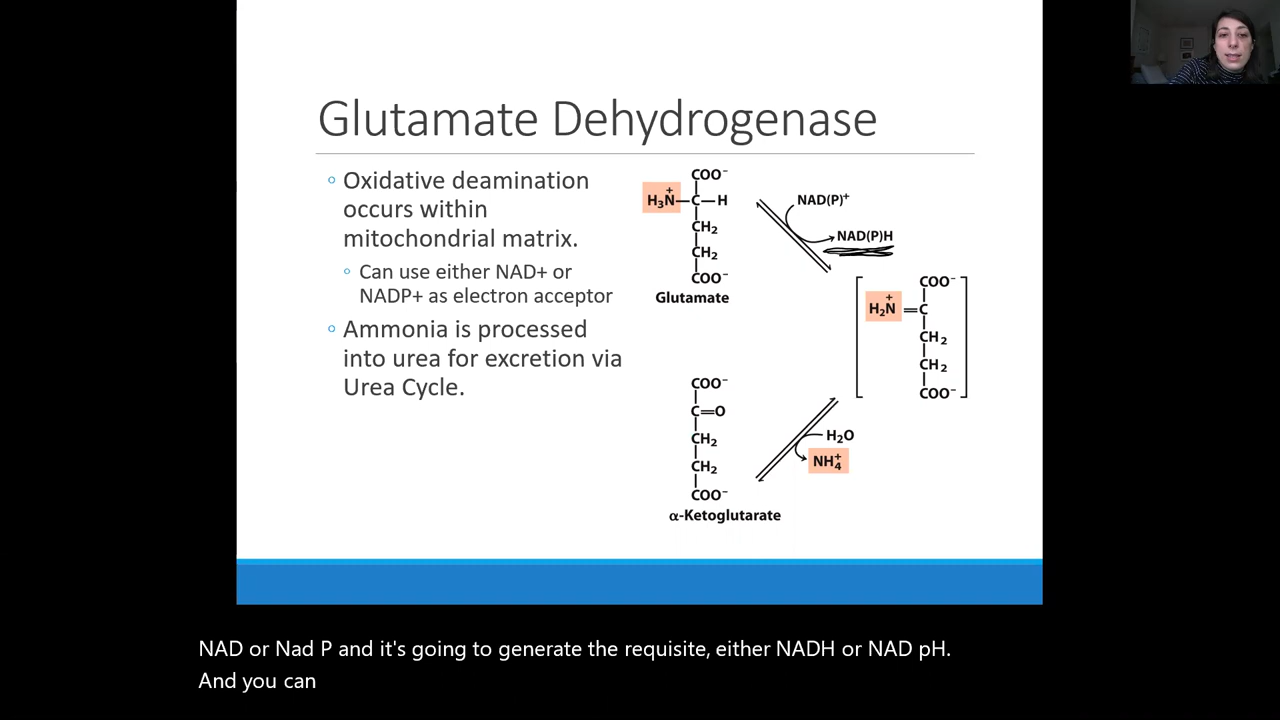 Glutamate Dehydrogenase
Oxidative deamination
occurs within
mitochondrial matrix.
Can use either NAD+ or
NADP+ as electron acceptor
Ammonia is processed
into urea for excretion via
Urea Cycle.
COO⁻
H₃N⁺—C—H
CH₂
CH₂
COO⁻
Glutamate
NAD(P)⁺
NAD(P)H
COO⁻
H₂N⁺=C
CH₂
CH₂
COO⁻
H₂O
NH₄⁺
COO⁻
C=O
CH₂
CH₂
COO⁻
α-Ketoglutarate
NAD or Nad P and it's going to generate the requisite, either NADH or NAD pH.
And you can